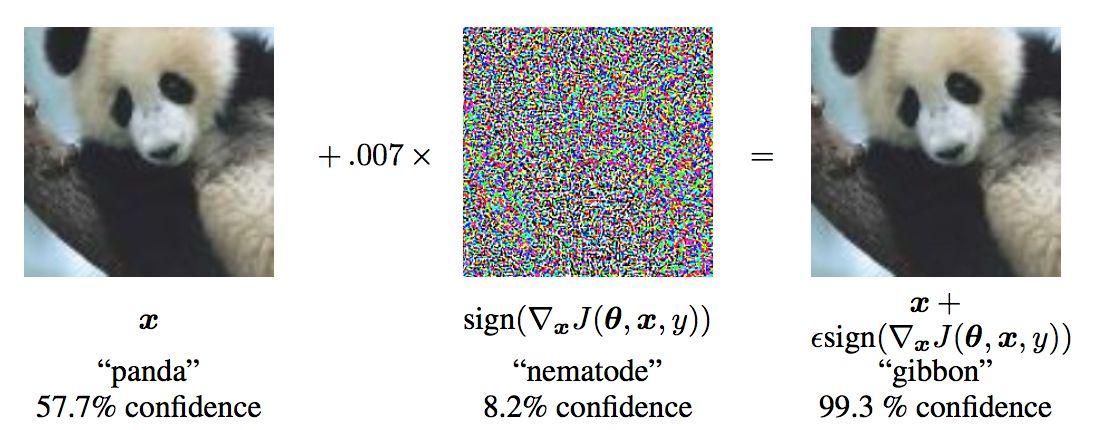 + .007 ×
=
x
sign(∇ₓJ(θ, x, y))
x +
ϵsign(∇ₓJ(θ, x, y))
“panda”
“nematode”
“gibbon”
57.7% confidence
8.2% confidence
99.3 % confidence